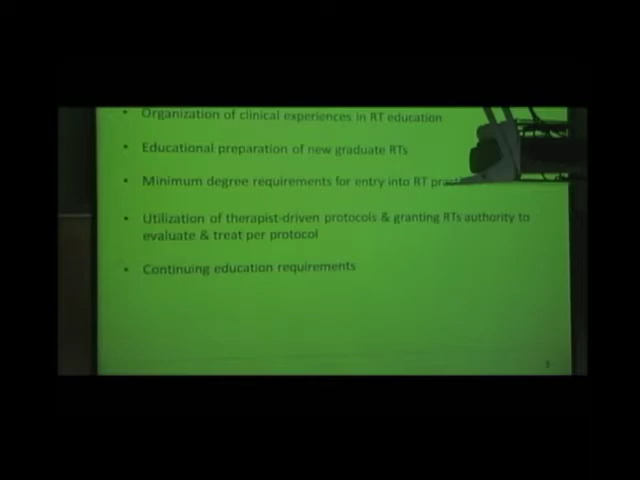 • Organization of clinical experiences in RT education
• Educational preparation of new graduate RTs
• Minimum degree requirements for entry into RT
• Utilization of therapist-driven protocols & granting RTs authority to
evaluate & treat per protocol
• Continuing education requirements